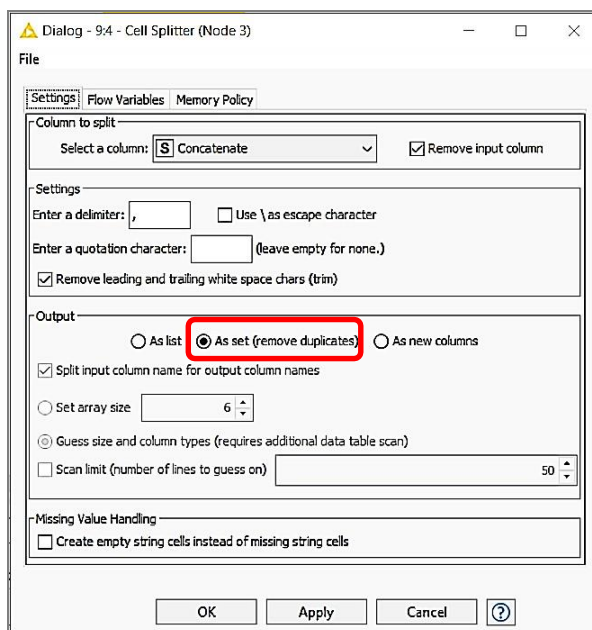 Dialog - 9:4 - Cell Splitter (Node 3)
File
Settings Flow Variables Memory Policy
Column to split
Select a column: S Concatenate Remove input column
Settings
Enter a delimiter: , Use \ as escape character
Enter a quotation character: (leave empty for none.)
Remove leading and trailing white space chars (trim)
Output
As list As set (remove duplicates) As new columns
Split input column name for output column names
Set array size 6
Guess size and column types (requires additional data table scan)
Scan limit (number of lines to guess on) 50
Missing Value Handling
Create empty string cells instead of missing string cells
OK Apply Cancel ?